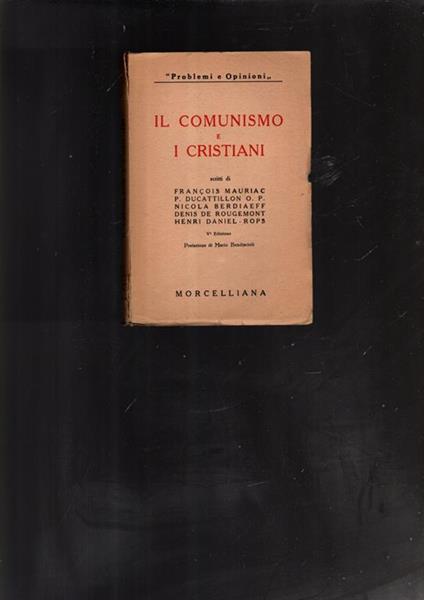 "Problemi e Opinioni„
IL COMUNISMO
E
I CRISTIANI
scritti di
FRANÇOIS MAURIAC
P. DUCATTILLON O. P.
NICOLA BERDIAEFF
DENIS DE ROUGEMONT
HENRI DANIEL-ROPS
Vª Edizione
Prefazione di Mario Bendiscioli
MORCELLIANA